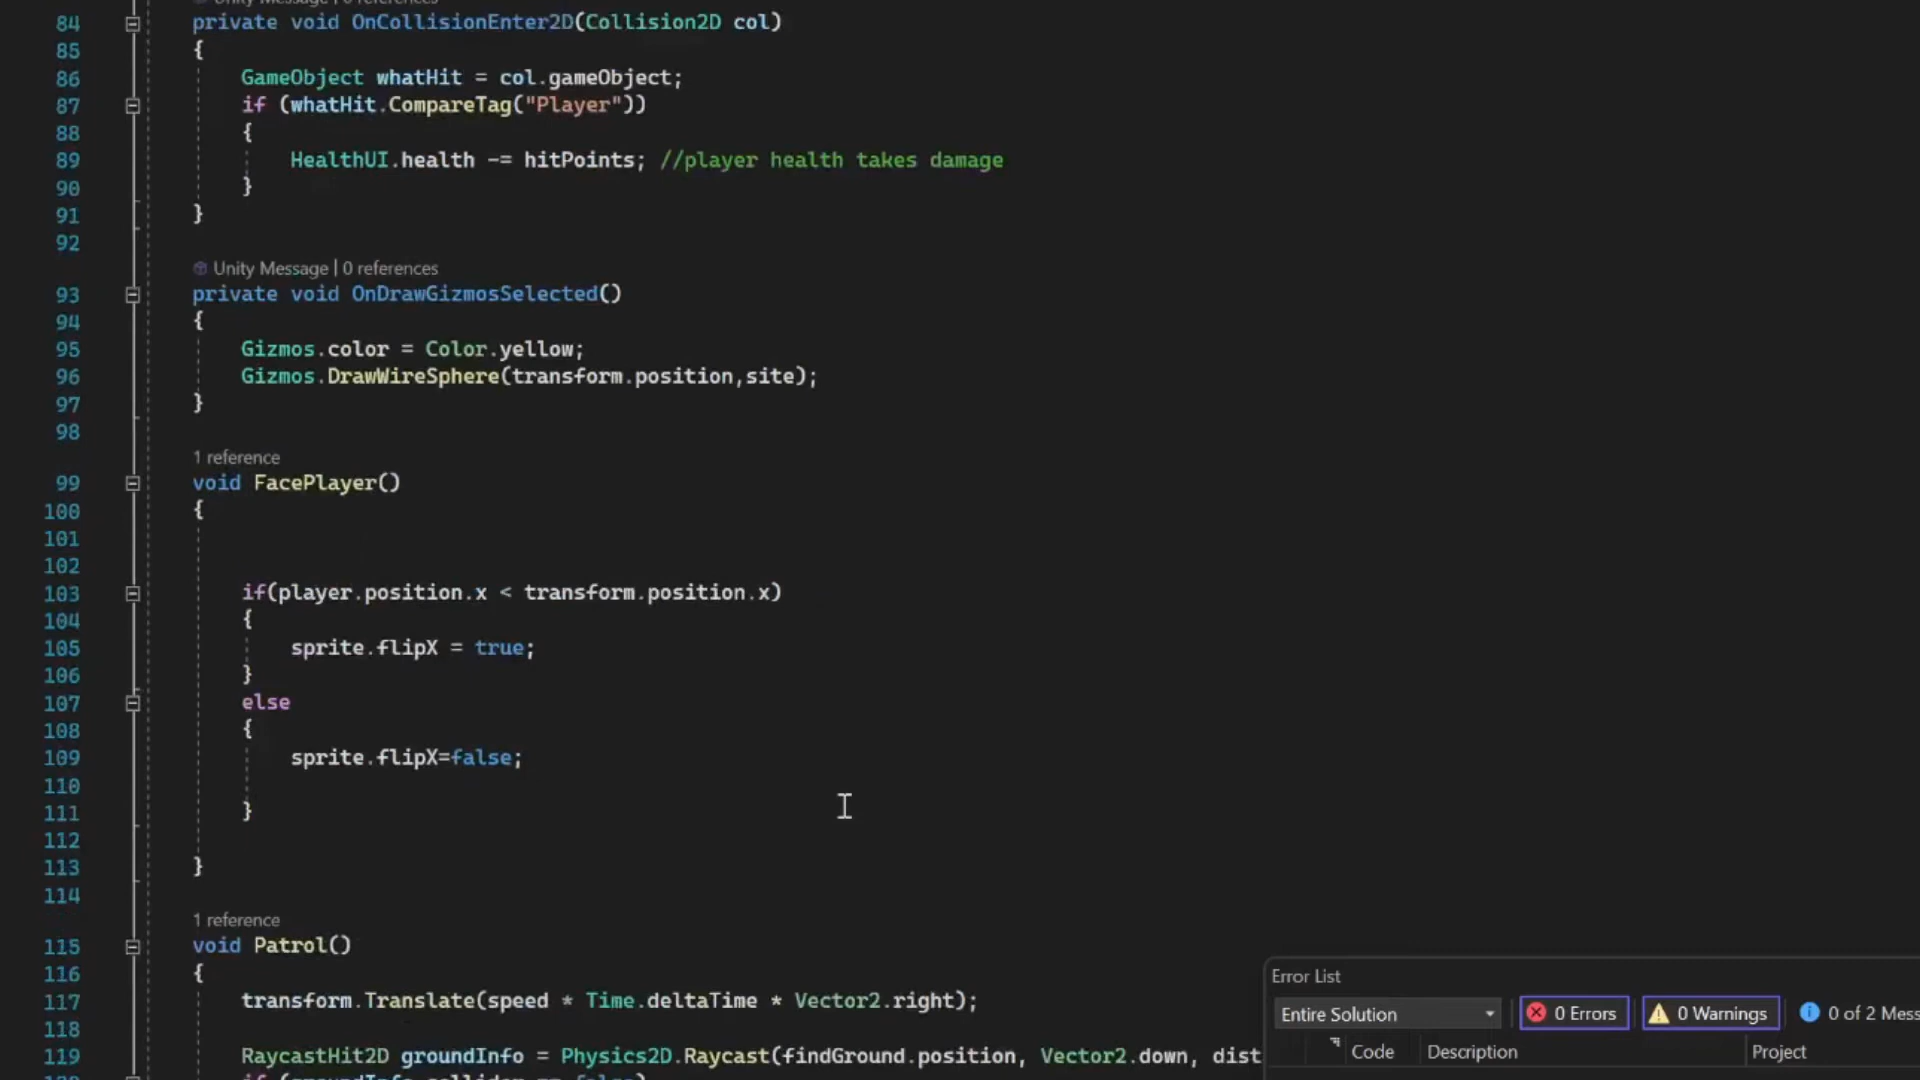 84 private void OnCollisionEnter2D(Collision2D col)
85 {
86 GameObject whatHit = col.gameObject;
87 if (whatHit.CompareTag("Player"))
88 {
89 HealthUI.health -= hitPoints; //player health takes damage
90 }
91 }
92
Unity Message | 0 references
93 private void OnDrawGizmosSelected()
94 {
95 Gizmos.color = Color.yellow;
96 Gizmos.DrawWireSphere(transform.position,site);
97 }
98
1 reference
99 void FacePlayer()
100 {
101
102
103 if(player.position.x < transform.position.x)
104 {
105 sprite.flipX = true;
106 }
107 else
108 {
109 sprite.flipX=false;
110
111 }
112
113 }
114
1 reference
115 void Patrol()
116 {
117 transform.Translate(speed * Time.deltaTime * Vector2.right);
118
119 RaycastHit2D groundInfo = Physics2D.Raycast(findGround.position, Vector2.down, dist
Error List
Entire Solution 0 Errors 0 Warnings 0 of 2 Mess
Code Description Project